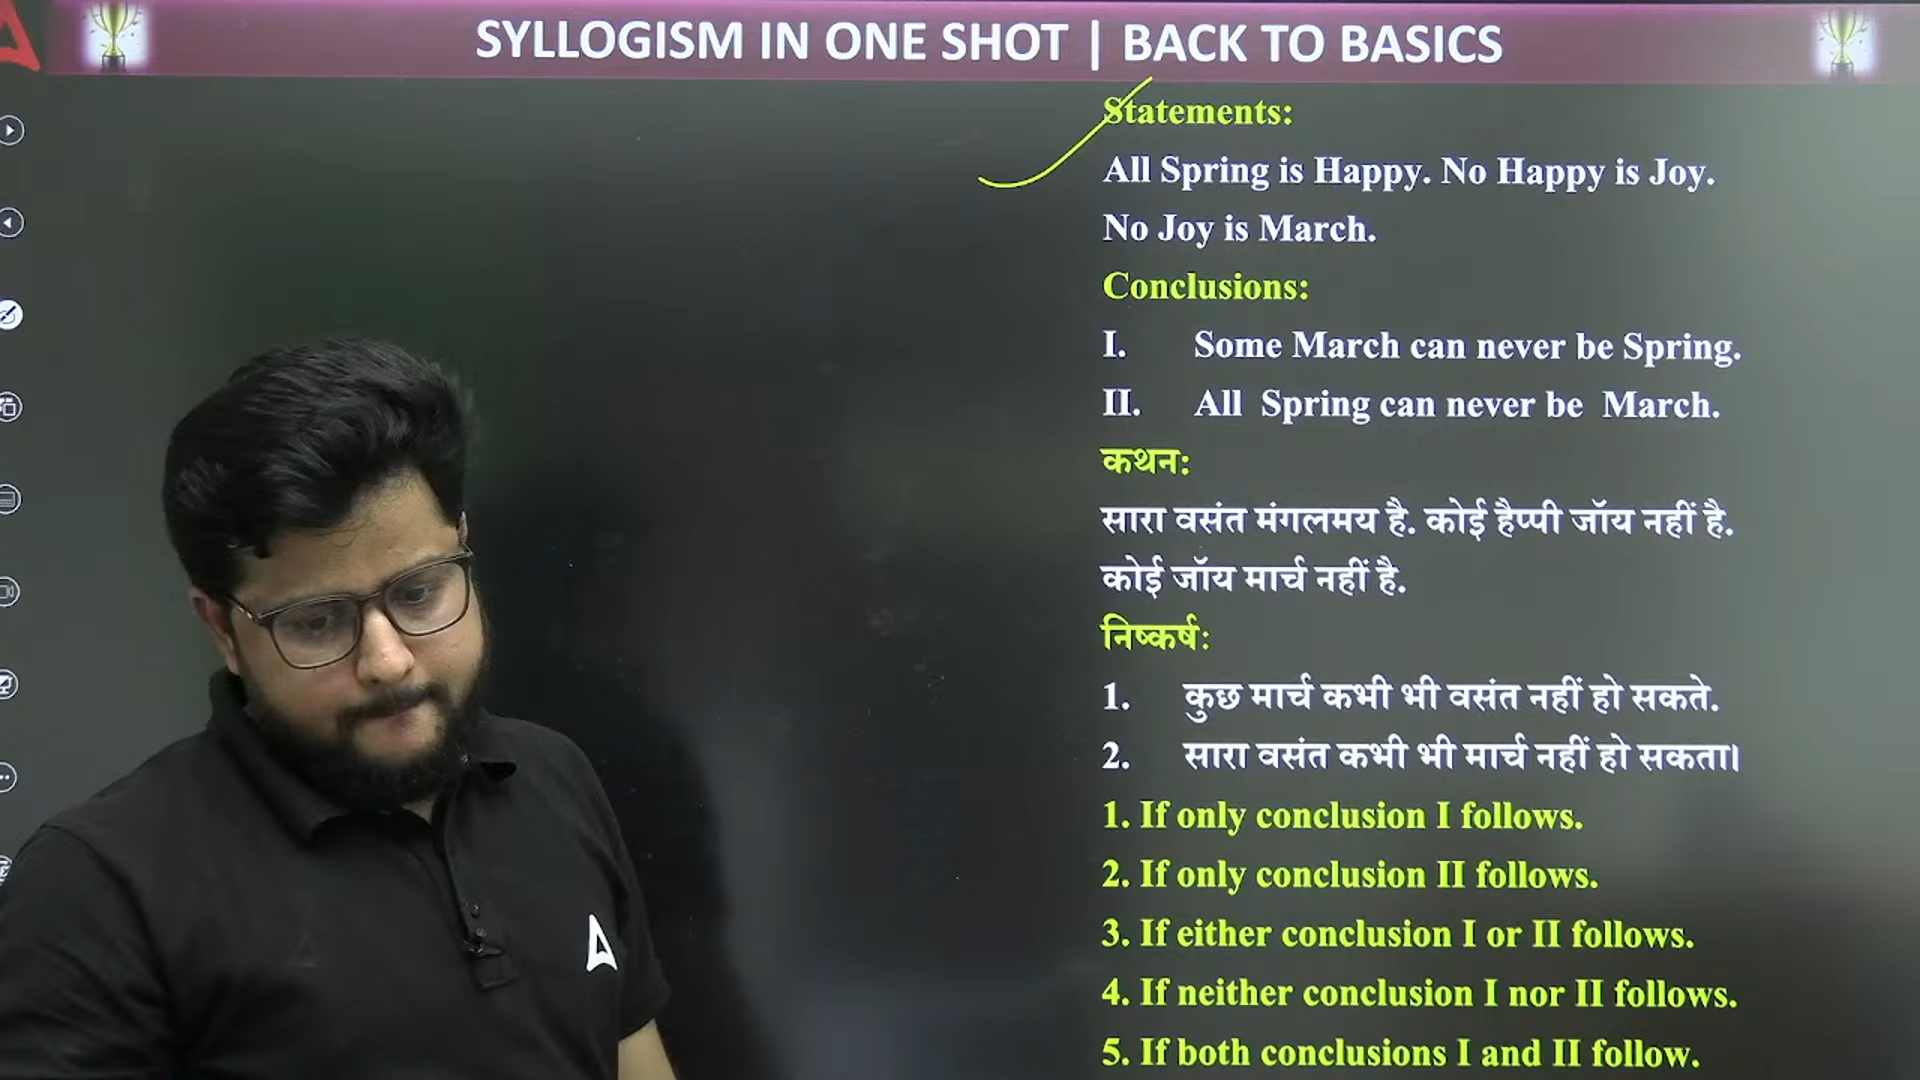 SYLLOGISM IN ONE SHOT | BACK TO BASICS
Statements:
All Spring is Happy. No Happy is Joy.
No Joy is March.
Conclusions:
I. Some March can never be Spring.
II. All Spring can never be March.
कथन:
सारा वसंत मंगलमय है. कोई हैप्पी जॉय नहीं है.
कोई जॉय मार्च नहीं है.
निष्कर्ष:
1. कुछ मार्च कभी भी वसंत नहीं हो सकते.
2. सारा वसंत कभी भी मार्च नहीं हो सकता।
1. If only conclusion I follows.
2. If only conclusion II follows.
3. If either conclusion I or II follows.
4. If neither conclusion I nor II follows.
5. If both conclusions I and II follow.